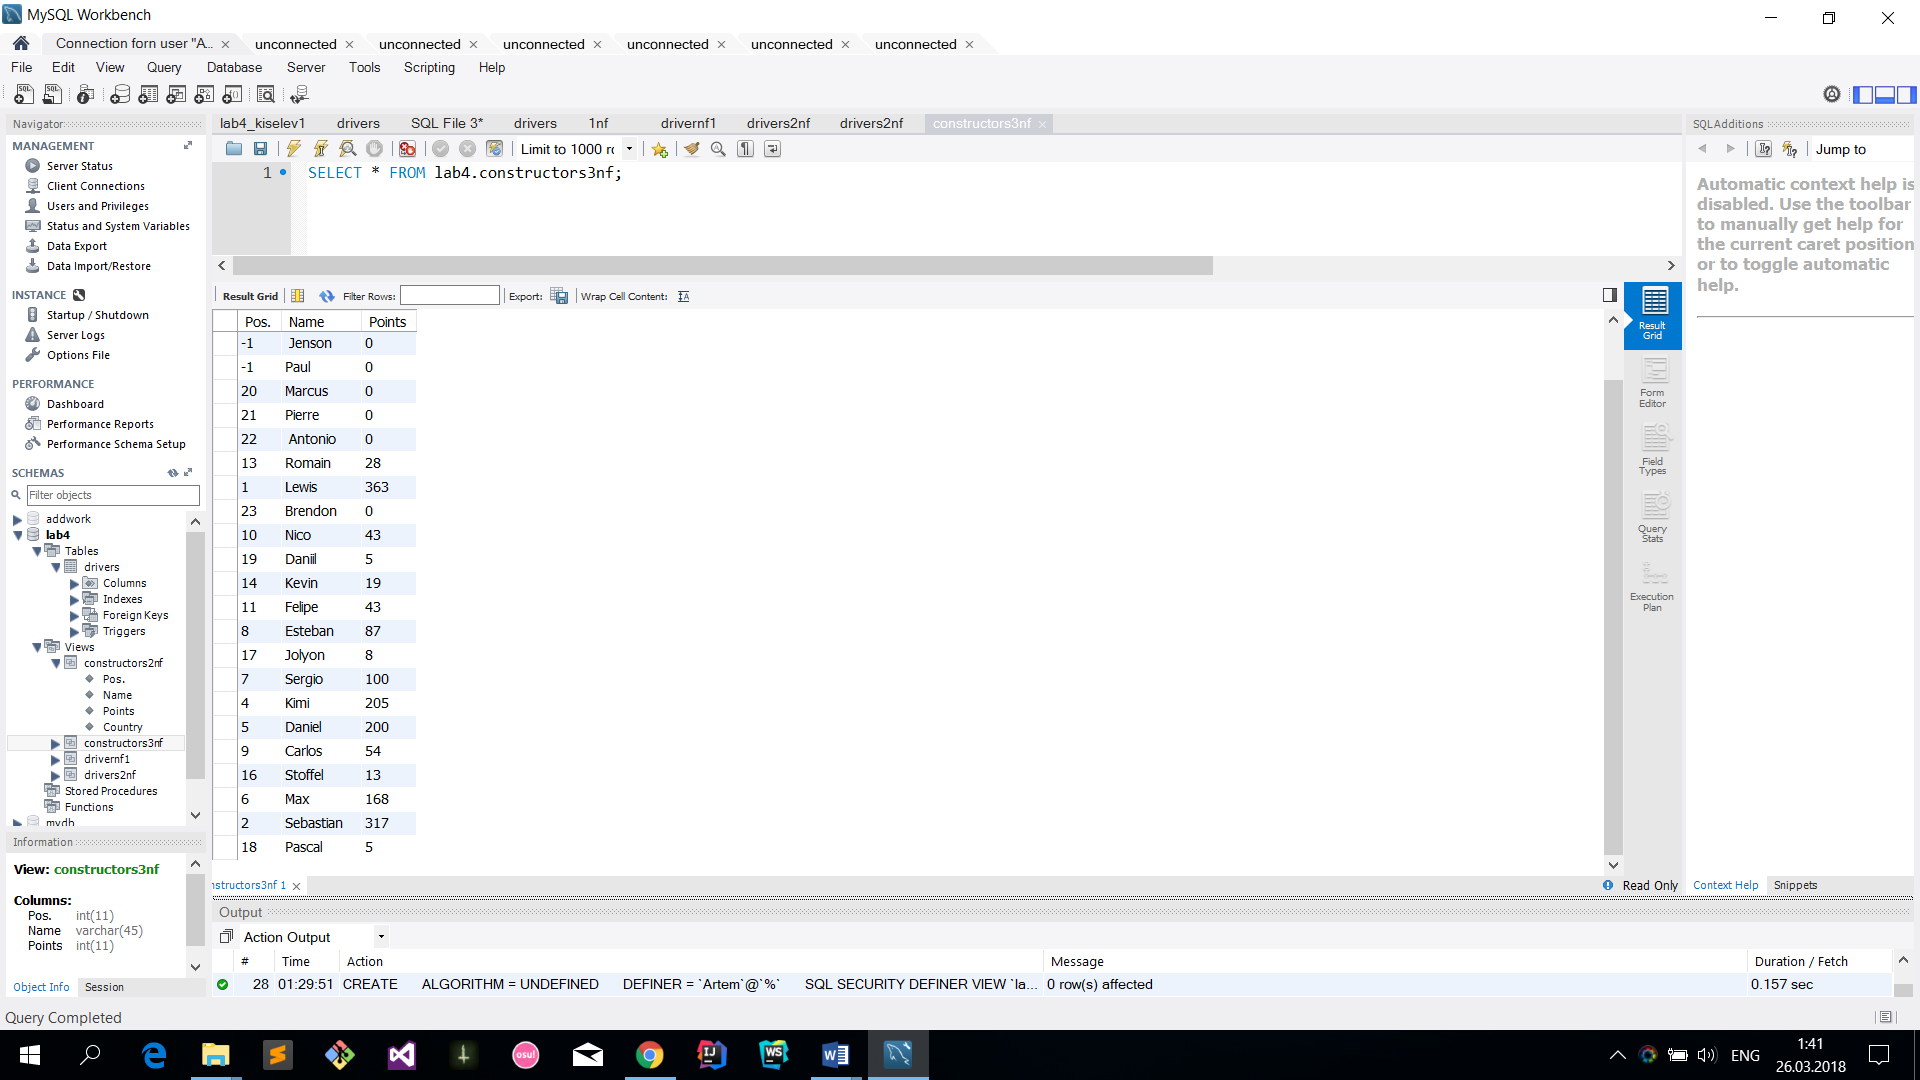 MySQL Workbench
Connection forn user "A...
unconnected
unconnected
unconnected
unconnected
unconnected
unconnected
File Edit View Query Database Server Tools Scripting Help
Navigator
MANAGEMENT
Server Status
Client Connections
Users and Privileges
Status and System Variables
Data Export
Data Import/Restore
INSTANCE
Startup / Shutdown
Server Logs
Options File
PERFORMANCE
Dashboard
Performance Reports
Performance Schema Setup
SCHEMAS
Filter objects
addwork
lab4
Tables
drivers
Columns
Indexes
Foreign Keys
Triggers
Views
constructors2nf
Pos.
Name
Points
Country
constructors3nf
drivernf1
drivers2nf
Stored Procedures
Functions
mydb
Information
View: constructors3nf
Columns:
Pos. int(11)
Name varchar(45)
Points int(11)
Object Info Session
lab4_kiselev1 drivers SQL File 3* drivers 1nf drivernf1 drivers2nf drivers2nf constructors3nf
Limit to 1000 rc
1 SELECT * FROM lab4.constructors3nf;
Result Grid Filter Rows: Export: Wrap Cell Content:
Pos. Name Points
-1 Jenson 0
-1 Paul 0
20 Marcus 0
21 Pierre 0
22 Antonio 0
13 Romain 28
1 Lewis 363
23 Brendon 0
10 Nico 43
19 Daniil 5
14 Kevin 19
11 Felipe 43
8 Esteban 87
17 Jolyon 8
7 Sergio 100
4 Kimi 205
5 Daniel 200
9 Carlos 54
16 Stoffel 13
6 Max 168
2 Sebastian 317
18 Pascal 5
Result
Grid
Form
Editor
Field
Types
Query
Stats
Execution
Plan
nstructors3nf 1
Read Only
SQLAdditions
Jump to
Automatic context help is
disabled. Use the toolbar
to manually get help for
the current caret position
or to toggle automatic
help.
Context Help Snippets
Output
Action Output
# Time Action Message Duration / Fetch
28 01:29:51 CREATE ALGORITHM = UNDEFINED DEFINER = `Artem`@`%` SQL SECURITY DEFINER VIEW `la... 0 row(s) affected 0.157 sec
Query Completed
osu!
IJ
WS
ENG
1:41
26.03.2018